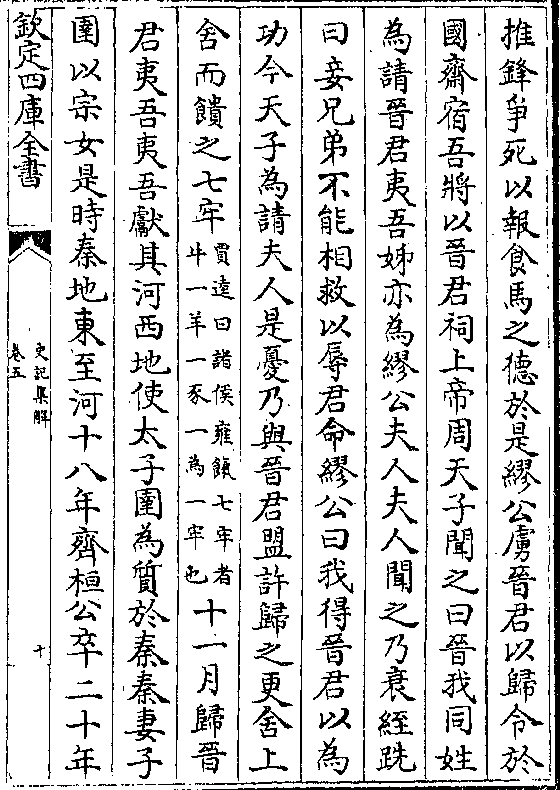 推鋒爭死以報食馬之德於是繆公虜晉君以歸令於
國齋宿吾將以晉君祠上帝周天子聞之曰晉我同姓
為請晉君夷吾姊亦為繆公夫人夫人聞之乃衰絰跣
曰妾兄弟不能相救以辱君命繆公曰我得晉君以為
功今天子為請夫人是憂乃與晉君盟許歸之更舍上
舍而饋之七牢賈逵曰諸侯雍餼七牢者牛一羊一豕一為一牢也十一月歸晉
君夷吾夷吾獻其河西地使太子圉為質於秦秦妻子
圉以宗女是時秦地東至河十八年齊桓公卒二十年
欽定四庫全書
史記集解
卷五
十